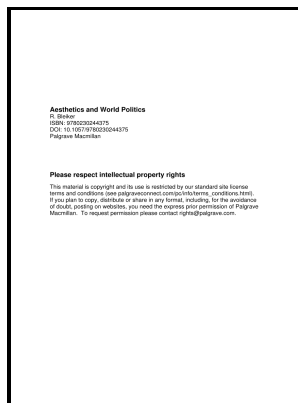 Aesthetics and World Politics
R. Bleiker
ISBN: 9780230244375
DOI: 10.1057/9780230244375
Palgrave Macmillan
Please respect intellectual property rights
This material is copyright and its use is restricted by our standard site license
terms and conditions (see palgraveconnect.com/pc/info/terms_conditions.html).
If you plan to copy, distribute or share in any format, including, for the avoidance
of doubt, posting on websites, you need the express prior permission of Palgrave
Macmillan. To request permission please contact rights@palgrave.com.